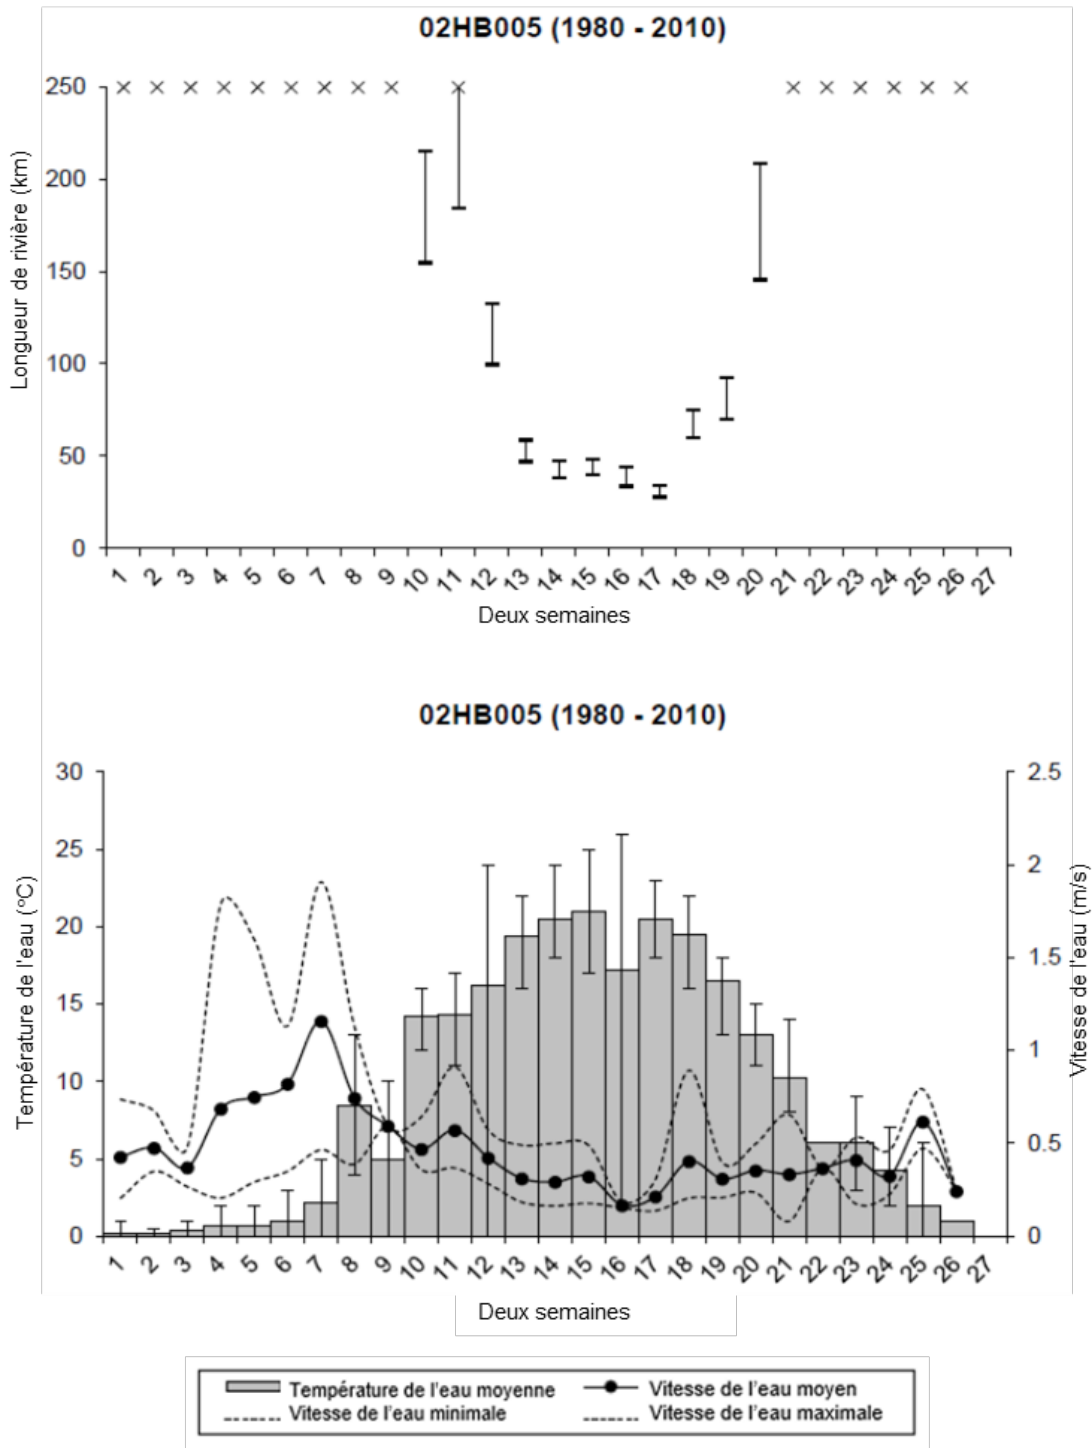 02HB005 (1980 - 2010)
250
200
150
100
50
0
Longueur de rivière (km)
1 2 3 4 5 6 7 8 9 10 11 12 13 14 15 16 17 18 19 20 21 22 23 24 25 26 27
Deux semaines
02HB005 (1980 - 2010)
30
25
20
15
10
5
0
Température de l'eau (°C)
2.5
2
1.5
1
0.5
0
Vitesse de l'eau (m/s)
1 2 3 4 5 6 7 8 9 10 11 12 13 14 15 16 17 18 19 20 21 22 23 24 25 26 27
Deux semaines
Température de l'eau moyenne
Vitesse de l'eau moyen
Vitesse de l'eau minimale
Vitesse de l'eau maximale